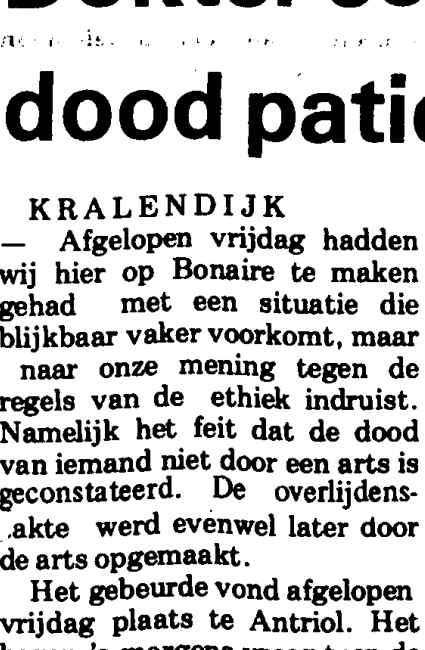 dood
KRALENDIJK
— Afgelopen vrijdag hadden
wij hier op Bonaire te maken
gehad met een situatie die
blijkbaar vaker voorkomt, maar
naar onze mening tegen de
regels van de ethiek indruist.
Namelijk het feit dat de dood
van iemand niet door een arts is
geconstateerd. De overlijdens-
akte werd evenwel later door
de arts opgemaakt.
Het gebeurde vond afgelopen
vrijdag plaats te Antriol. Het